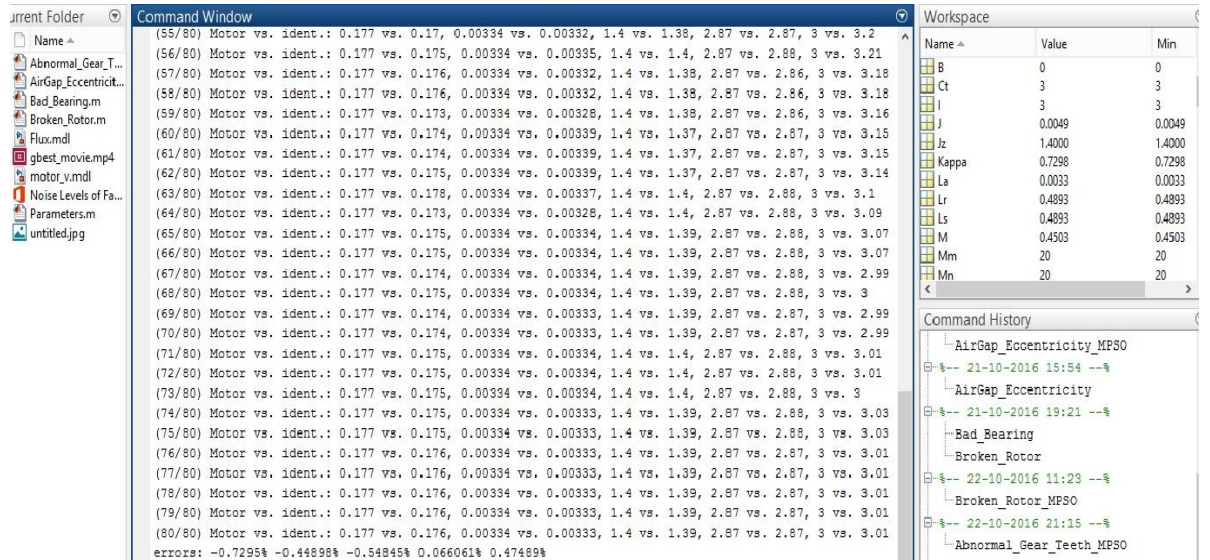 urrent Folder
Name
Abnormal_Gear_T...
AirGap_Eccentricit...
Bad_Bearing.m
Broken_Rotor.m
Flux.mdl
gbest_movie.mp4
motor_v.mdl
Noise Levels of Fa...
Parameters.m
untitled.jpg
Command Window
(55/80) Motor vs. ident.: 0.177 vs. 0.17, 0.00334 vs. 0.00332, 1.4 vs. 1.38, 2.87 vs. 2.87, 3 vs. 3.2
(56/80) Motor vs. ident.: 0.177 vs. 0.175, 0.00334 vs. 0.00335, 1.4 vs. 1.4, 2.87 vs. 2.88, 3 vs. 3.21
(57/80) Motor vs. ident.: 0.177 vs. 0.176, 0.00334 vs. 0.00332, 1.4 vs. 1.38, 2.87 vs. 2.86, 3 vs. 3.18
(58/80) Motor vs. ident.: 0.177 vs. 0.176, 0.00334 vs. 0.00332, 1.4 vs. 1.38, 2.87 vs. 2.86, 3 vs. 3.18
(59/80) Motor vs. ident.: 0.177 vs. 0.173, 0.00334 vs. 0.00328, 1.4 vs. 1.38, 2.87 vs. 2.86, 3 vs. 3.16
(60/80) Motor vs. ident.: 0.177 vs. 0.174, 0.00334 vs. 0.00339, 1.4 vs. 1.37, 2.87 vs. 2.87, 3 vs. 3.15
(61/80) Motor vs. ident.: 0.177 vs. 0.174, 0.00334 vs. 0.00339, 1.4 vs. 1.37, 2.87 vs. 2.87, 3 vs. 3.15
(62/80) Motor vs. ident.: 0.177 vs. 0.175, 0.00334 vs. 0.00339, 1.4 vs. 1.37, 2.87 vs. 2.87, 3 vs. 3.14
(63/80) Motor vs. ident.: 0.177 vs. 0.178, 0.00334 vs. 0.00337, 1.4 vs. 1.4, 2.87 vs. 2.88, 3 vs. 3.1
(64/80) Motor vs. ident.: 0.177 vs. 0.173, 0.00334 vs. 0.00328, 1.4 vs. 1.4, 2.87 vs. 2.88, 3 vs. 3.09
(65/80) Motor vs. ident.: 0.177 vs. 0.175, 0.00334 vs. 0.00334, 1.4 vs. 1.39, 2.87 vs. 2.88, 3 vs. 3.07
(66/80) Motor vs. ident.: 0.177 vs. 0.175, 0.00334 vs. 0.00334, 1.4 vs. 1.39, 2.87 vs. 2.88, 3 vs. 3.07
(67/80) Motor vs. ident.: 0.177 vs. 0.174, 0.00334 vs. 0.00334, 1.4 vs. 1.39, 2.87 vs. 2.88, 3 vs. 2.99
(68/80) Motor vs. ident.: 0.177 vs. 0.175, 0.00334 vs. 0.00334, 1.4 vs. 1.39, 2.87 vs. 2.88, 3 vs. 3
(69/80) Motor vs. ident.: 0.177 vs. 0.174, 0.00334 vs. 0.00333, 1.4 vs. 1.39, 2.87 vs. 2.87, 3 vs. 2.99
(70/80) Motor vs. ident.: 0.177 vs. 0.174, 0.00334 vs. 0.00333, 1.4 vs. 1.39, 2.87 vs. 2.87, 3 vs. 2.99
(71/80) Motor vs. ident.: 0.177 vs. 0.175, 0.00334 vs. 0.00334, 1.4 vs. 1.4, 2.87 vs. 2.88, 3 vs. 3.01
(72/80) Motor vs. ident.: 0.177 vs. 0.175, 0.00334 vs. 0.00334, 1.4 vs. 1.4, 2.87 vs. 2.88, 3 vs. 3.01
(73/80) Motor vs. ident.: 0.177 vs. 0.175, 0.00334 vs. 0.00334, 1.4 vs. 1.4, 2.87 vs. 2.88, 3 vs. 3
(74/80) Motor vs. ident.: 0.177 vs. 0.175, 0.00334 vs. 0.00333, 1.4 vs. 1.39, 2.87 vs. 2.88, 3 vs. 3.03
(75/80) Motor vs. ident.: 0.177 vs. 0.175, 0.00334 vs. 0.00333, 1.4 vs. 1.39, 2.87 vs. 2.88, 3 vs. 3.03
(76/80) Motor vs. ident.: 0.177 vs. 0.176, 0.00334 vs. 0.00333, 1.4 vs. 1.39, 2.87 vs. 2.87, 3 vs. 3.01
(77/80) Motor vs. ident.: 0.177 vs. 0.176, 0.00334 vs. 0.00333, 1.4 vs. 1.39, 2.87 vs. 2.87, 3 vs. 3.01
(78/80) Motor vs. ident.: 0.177 vs. 0.176, 0.00334 vs. 0.00333, 1.4 vs. 1.39, 2.87 vs. 2.87, 3 vs. 3.01
(79/80) Motor vs. ident.: 0.177 vs. 0.176, 0.00334 vs. 0.00333, 1.4 vs. 1.39, 2.87 vs. 2.87, 3 vs. 3.01
(80/80) Motor vs. ident.: 0.177 vs. 0.176, 0.00334 vs. 0.00333, 1.4 vs. 1.39, 2.87 vs. 2.87, 3 vs. 3.01
errors: -0.7295% -0.44898% -0.54845% 0.066061% 0.47489%
Workspace
Name Value Min
B 0 0
Ct 3 3
I 3 3
J 0.0049 0.0049
Jz 1.4000 1.4000
Kappa 0.7298 0.7298
La 0.0033 0.0033
Lr 0.4893 0.4893
Ls 0.4893 0.4893
M 0.4503 0.4503
Mm 20 20
Mn 20 20
Command History
AirGap_Eccentricity_MPSO
%-- 21-10-2016 15:54 --%
AirGap_Eccentricity
%-- 21-10-2016 19:21 --%
Bad_Bearing
Broken_Rotor
%-- 22-10-2016 11:23 --%
Broken_Rotor_MPSO
%-- 22-10-2016 21:15 --%
Abnormal_Gear_Teeth_MPSO